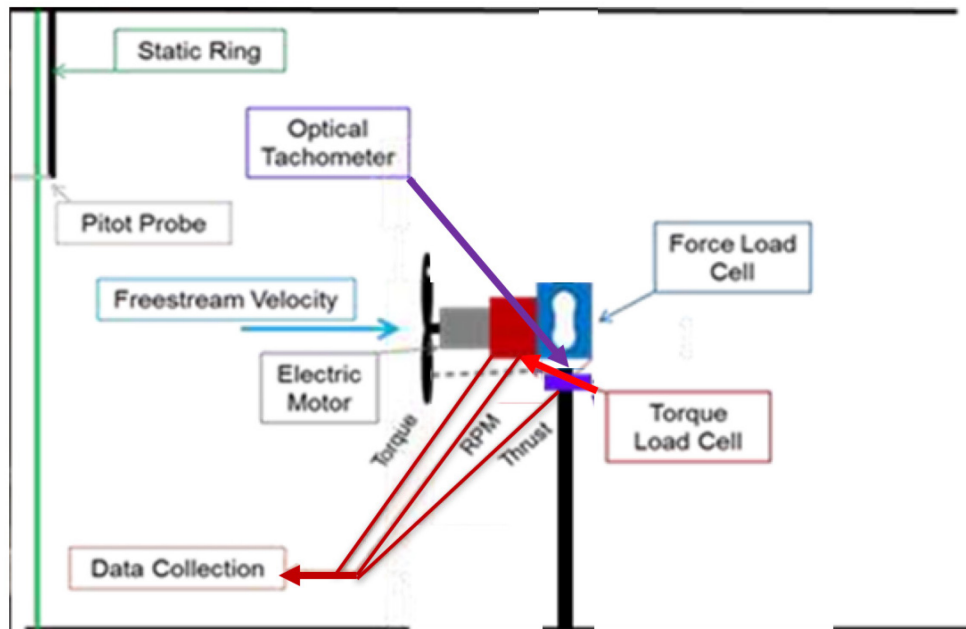 Static Ring
Optical
Tachometer
Pitot Probe
Force Load
Cell
Freestream Velocity
Electric
Motor
Torque
RPM
Thrust
Torque
Load Cell
Data Collection